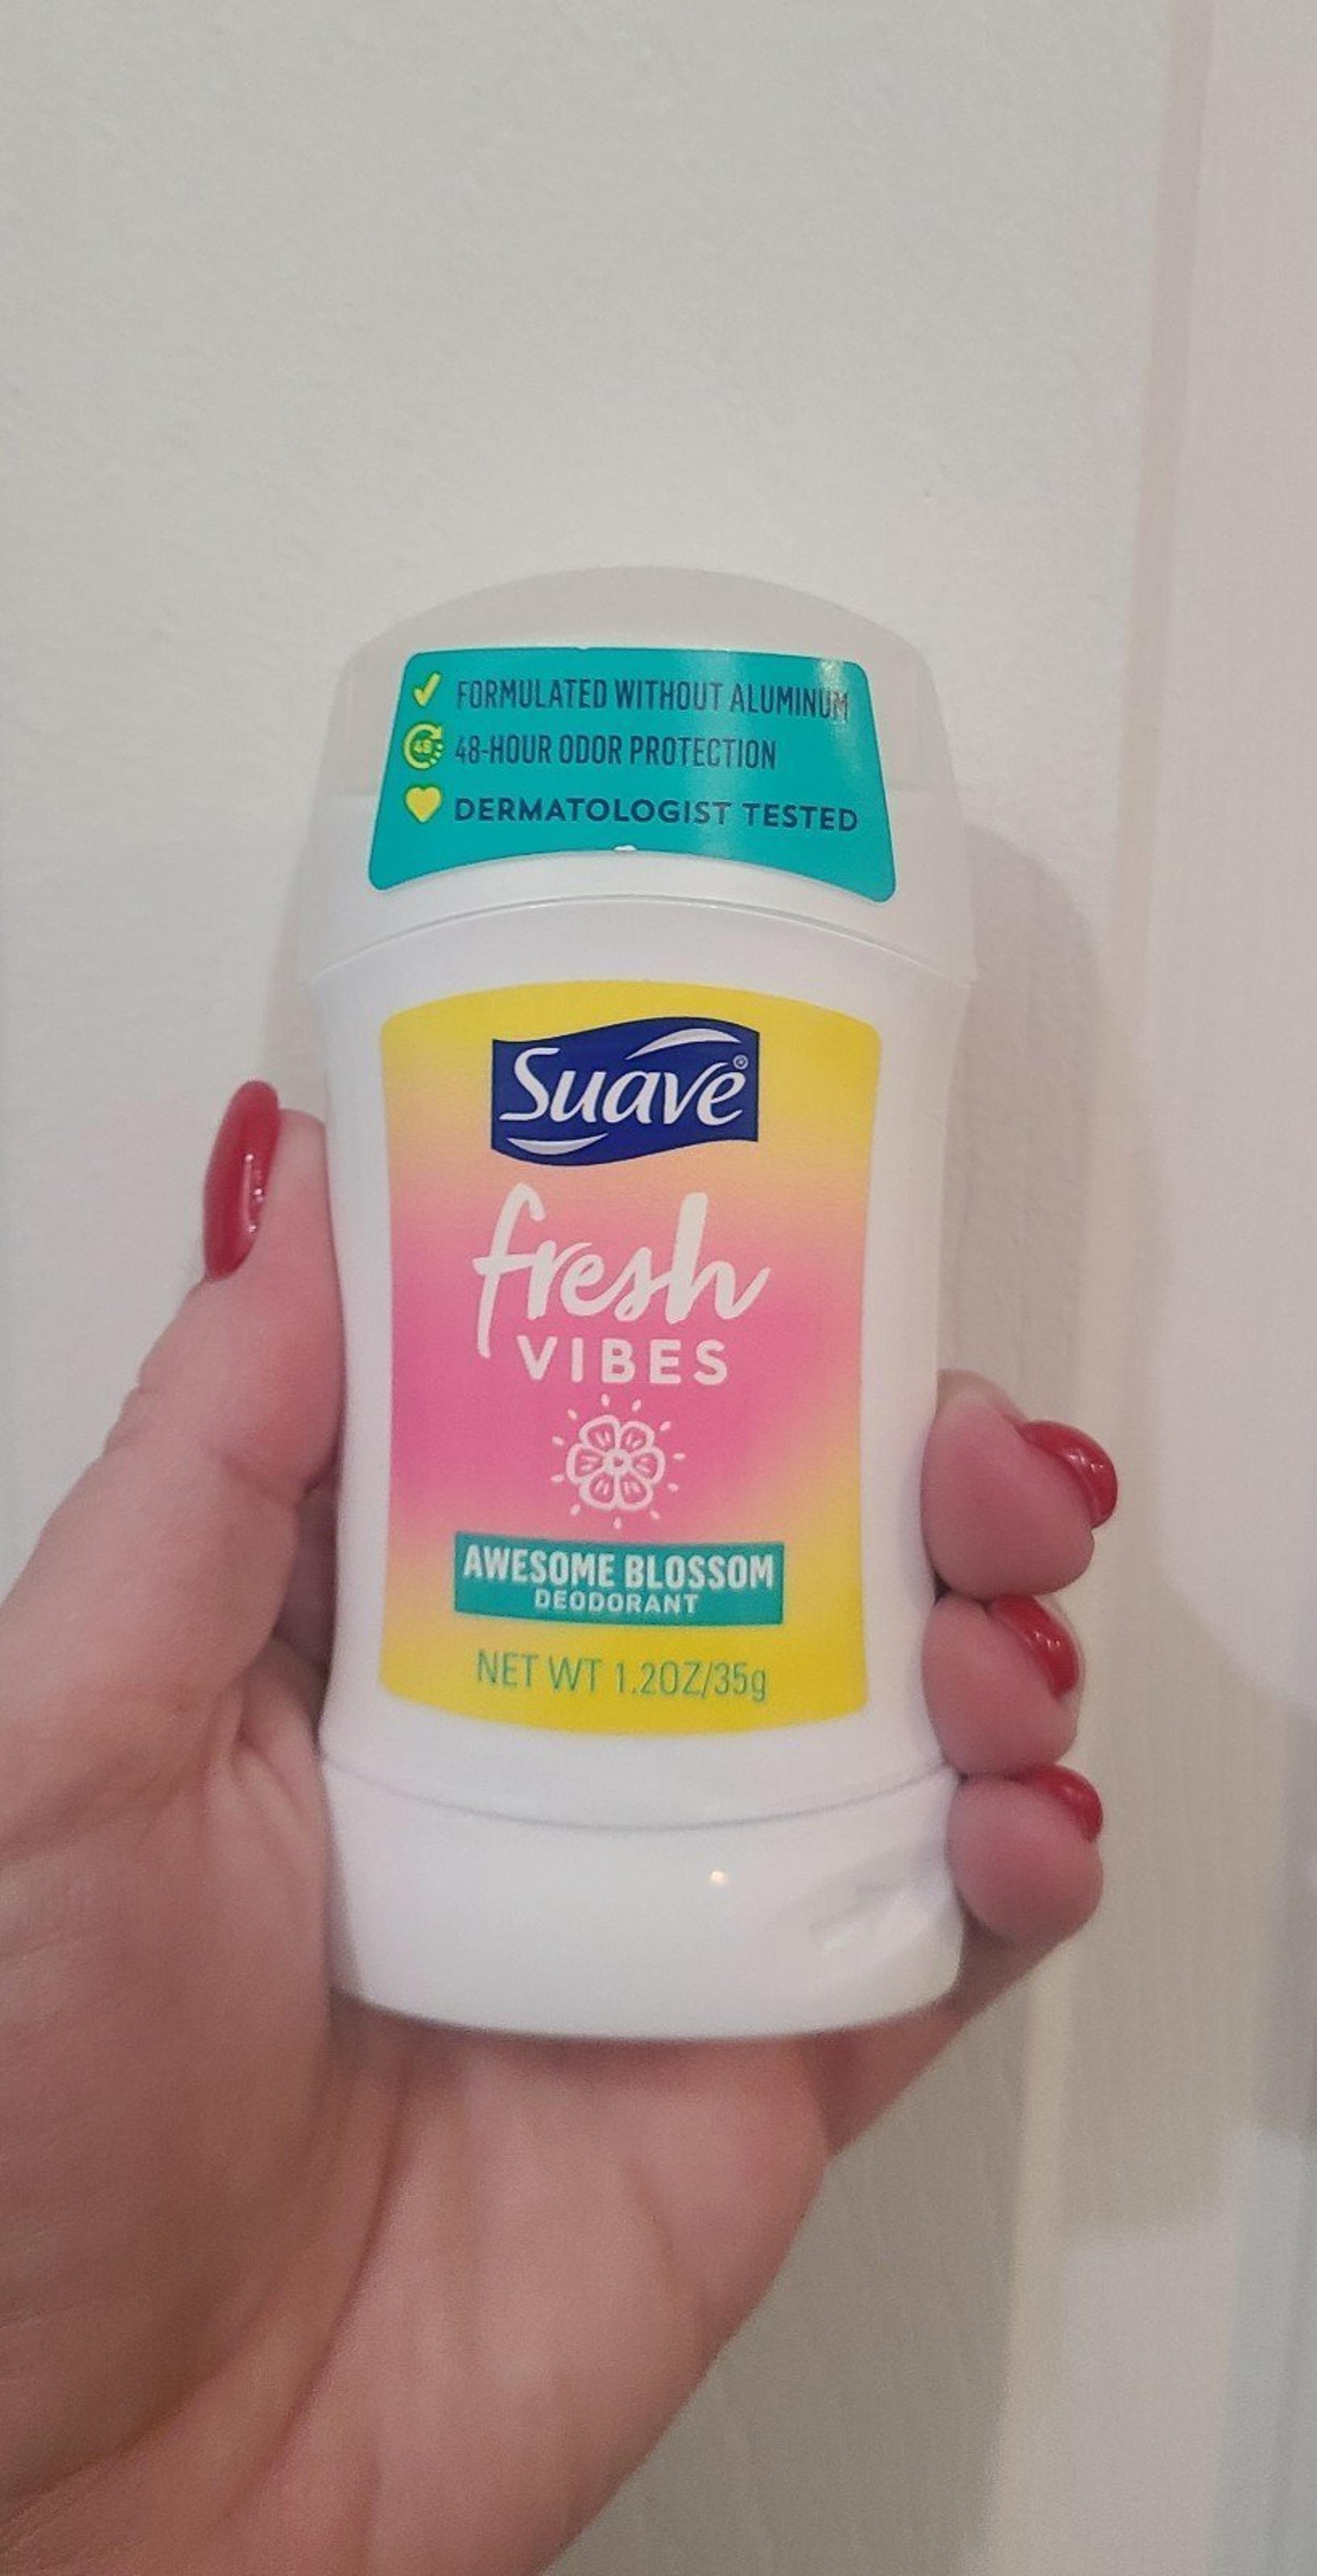 FORMULATED WITHOUT ALUMINUM
48 48-HOUR ODOR PROTECTION
DERMATOLOGIST TESTED
Suave®
fresh
VIBES
AWESOME BLOSSOM
DEODORANT
NET WT 1.2OZ/35g